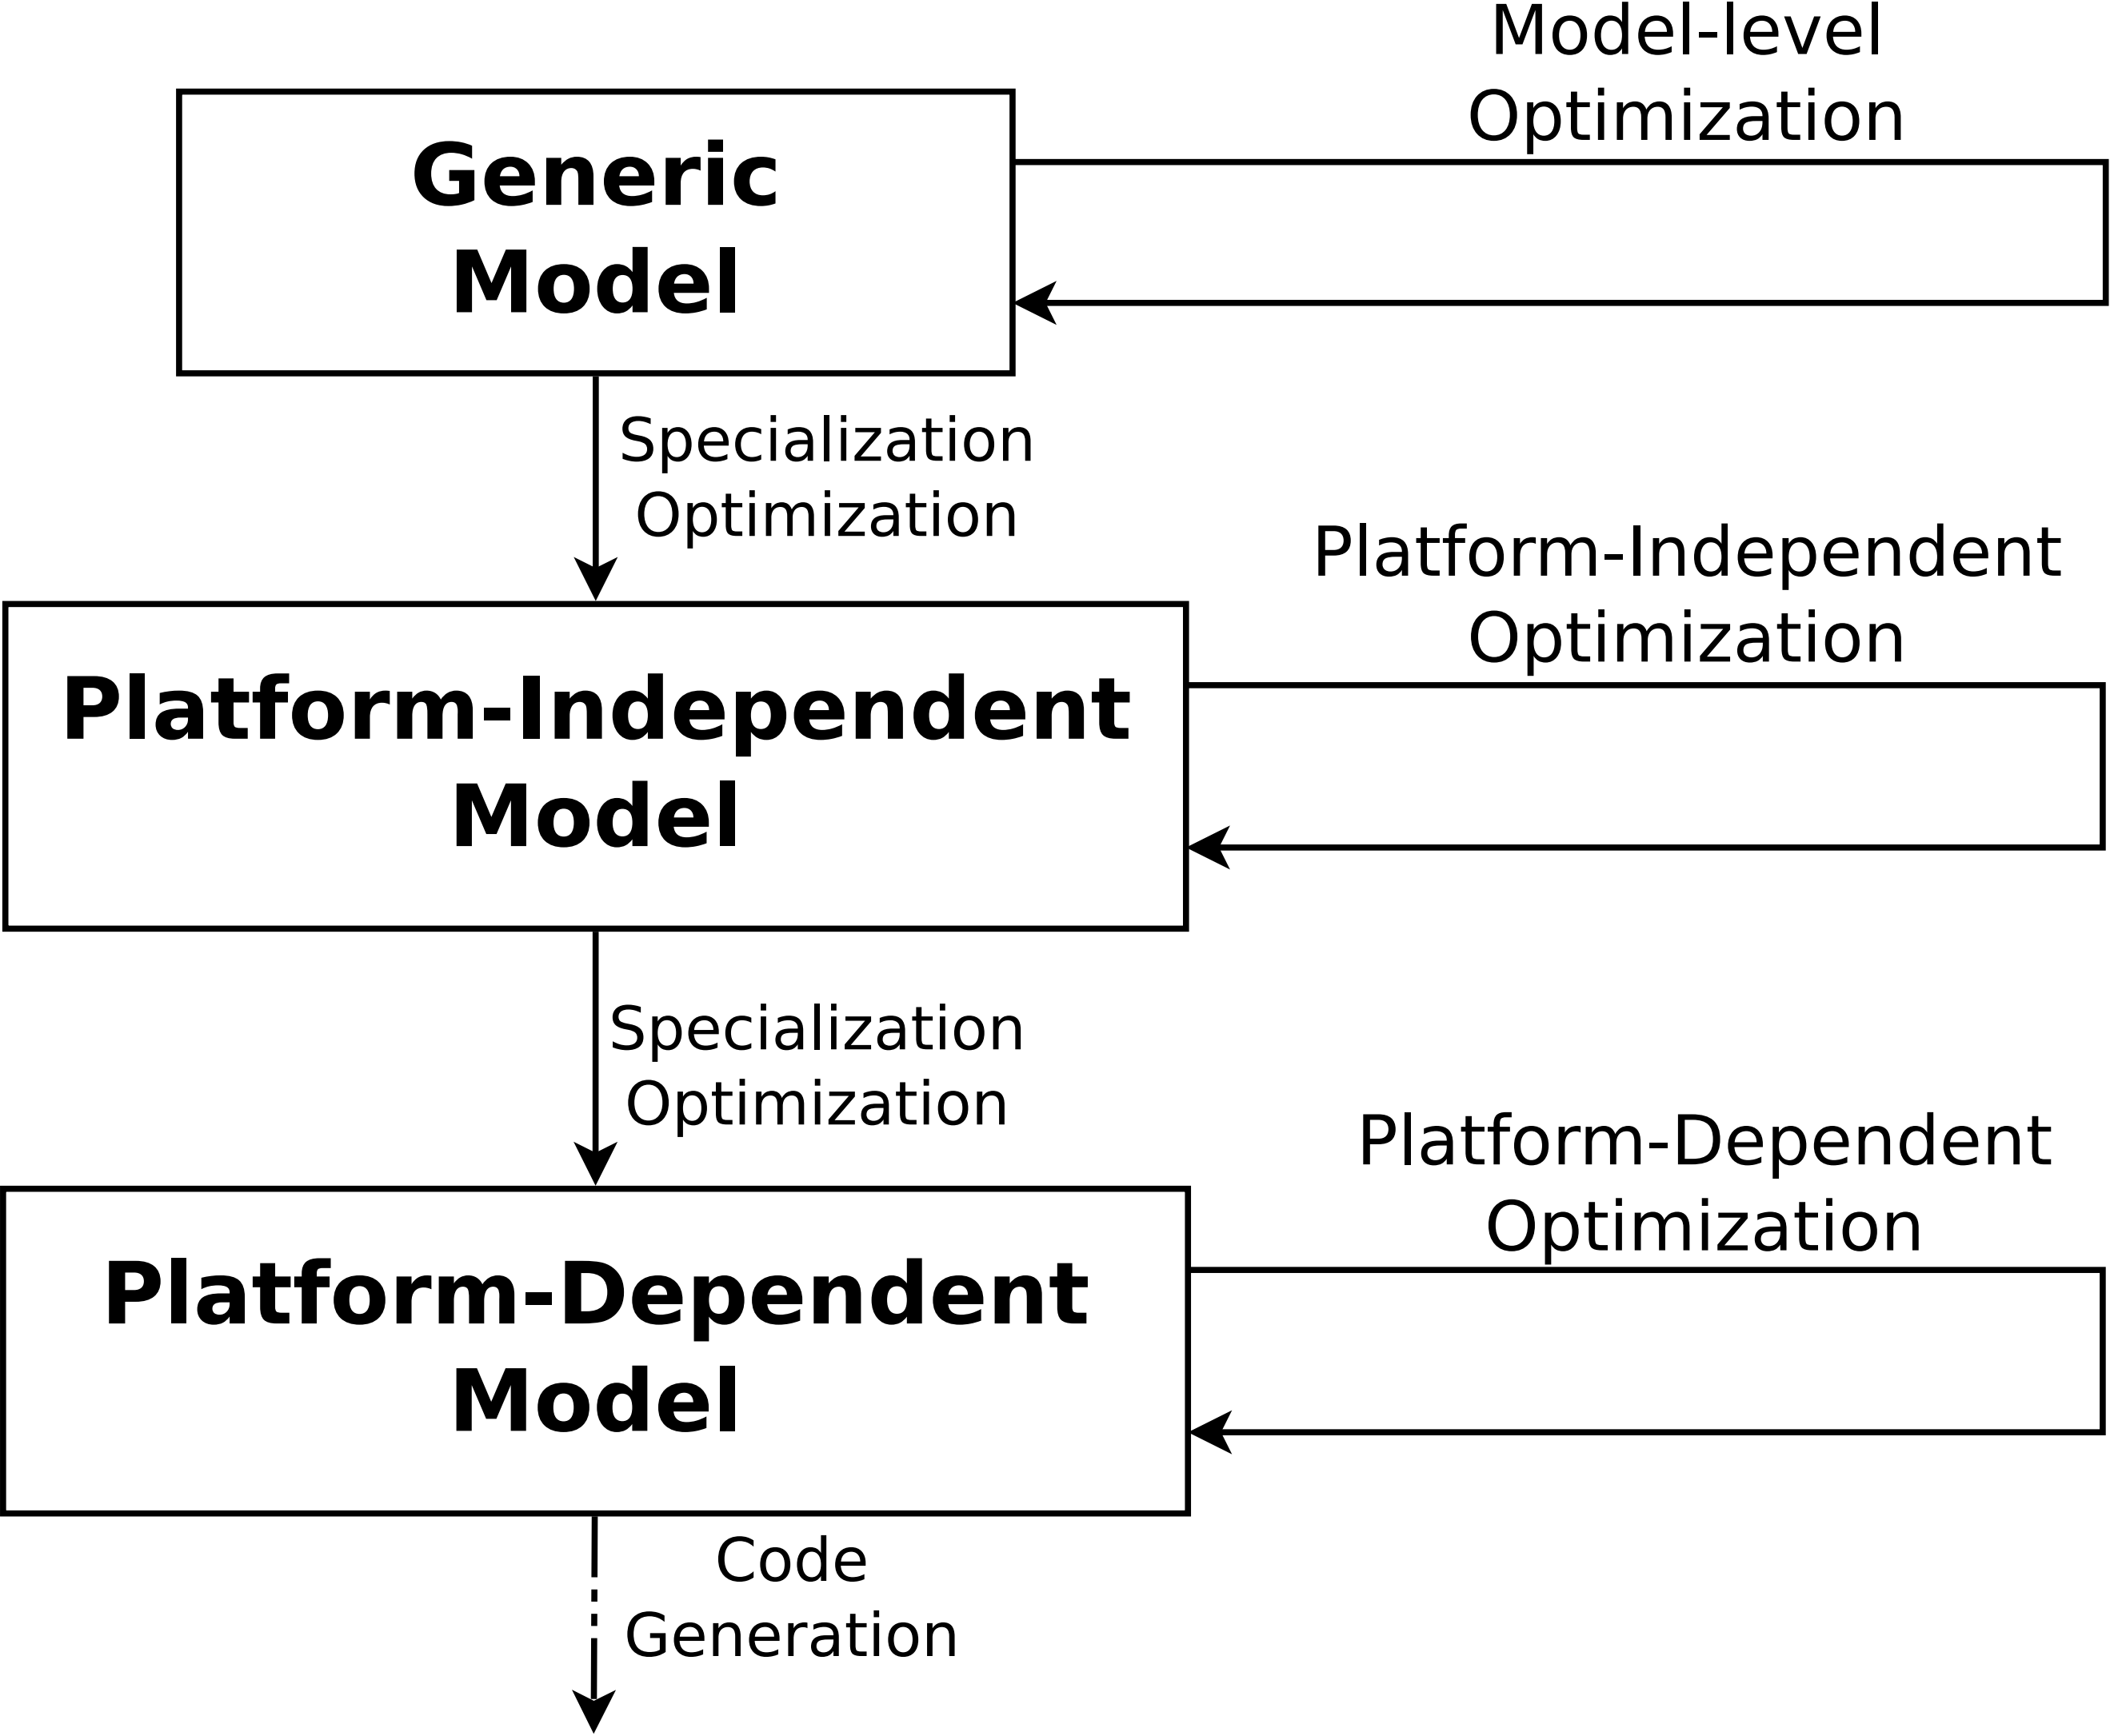 Model-level
Optimization
Generic
Model
Specialization
Optimization
Platform-Independent
Optimization
Platform-Independent
Model
Specialization
Optimization
Platform-Dependent
Optimization
Platform-Dependent
Model
Code
Generation